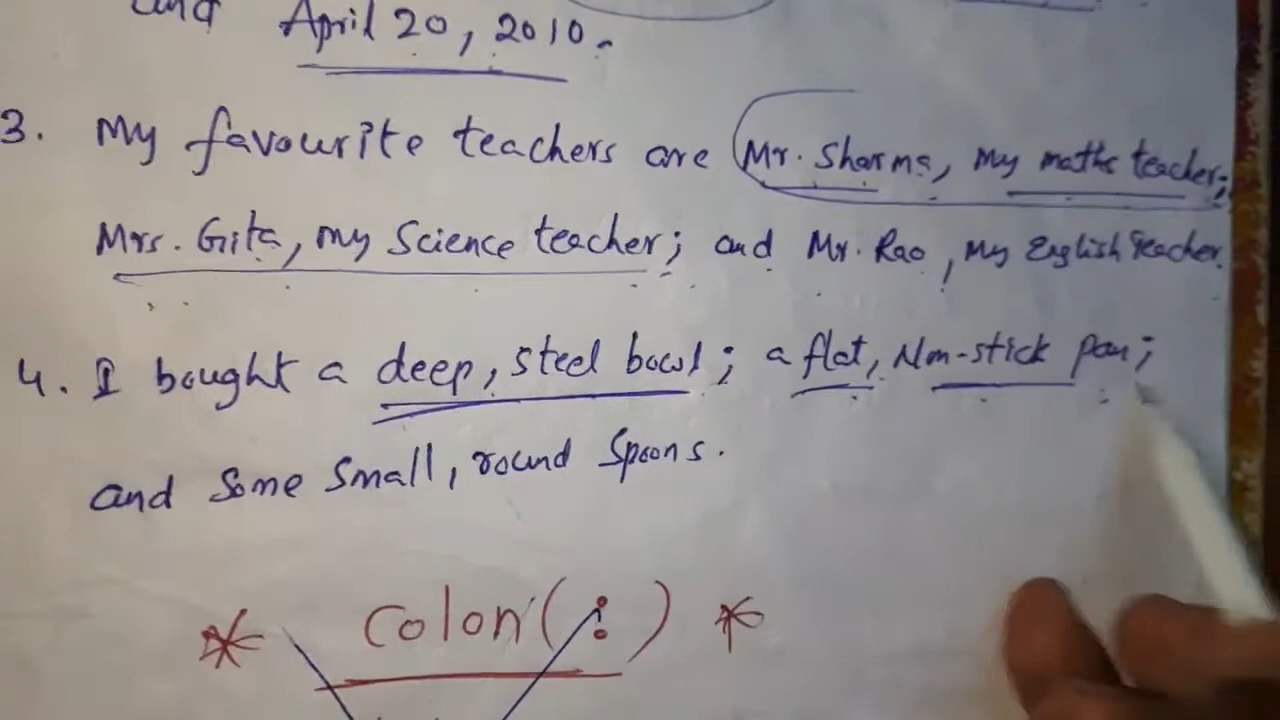 and April 20, 2010.
3. My favourite teachers are Mr. Sharma, my maths teacher;
Mrs. Gita, my Science teacher; and Mr. Rao, my English teacher.
4. I bought a deep, steel bowl; a flat, Non-stick pan;
and some small, round spoons.
* Colon (:) *